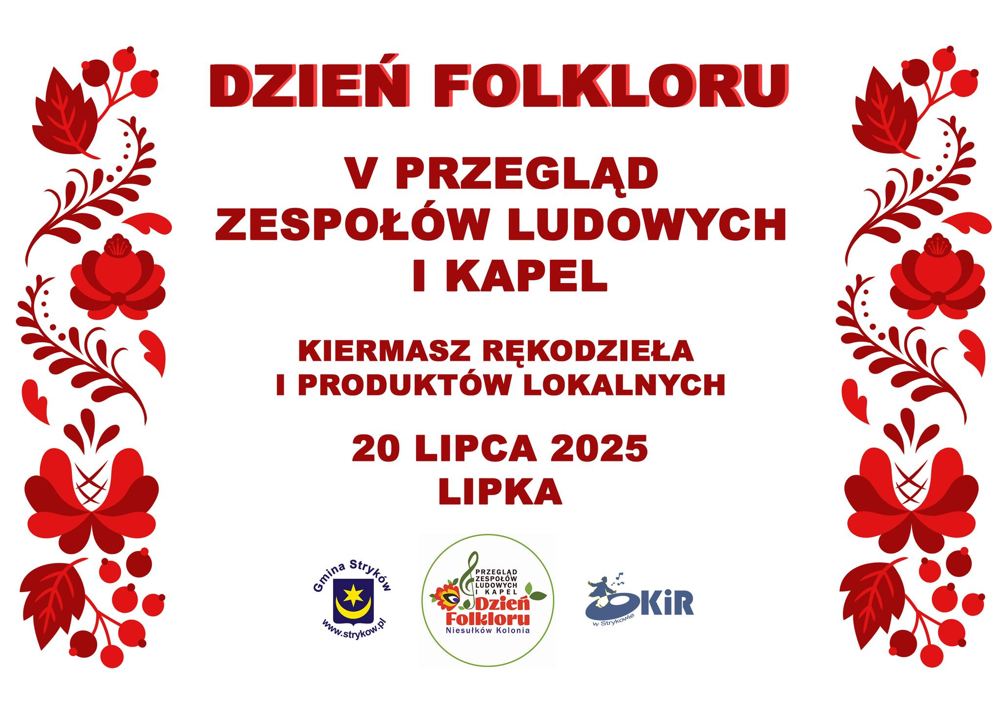 DZIEŃ FOLKLORU
V PRZEGLĄD
ZESPOŁÓW LUDOWYCH
I KAPEL
KIERMASZ RĘKODZIEŁA
I PRODUKTÓW LOKALNYCH
20 LIPCA 2025
LIPKA
Gmina Stryków
www.strykow.pl
PRZEGLĄD
ZESPOŁÓW
LUDOWYCH
I KAPEL
Dzień
Folkloru
Niesułków Kolonia
OKiR
w Strykowie